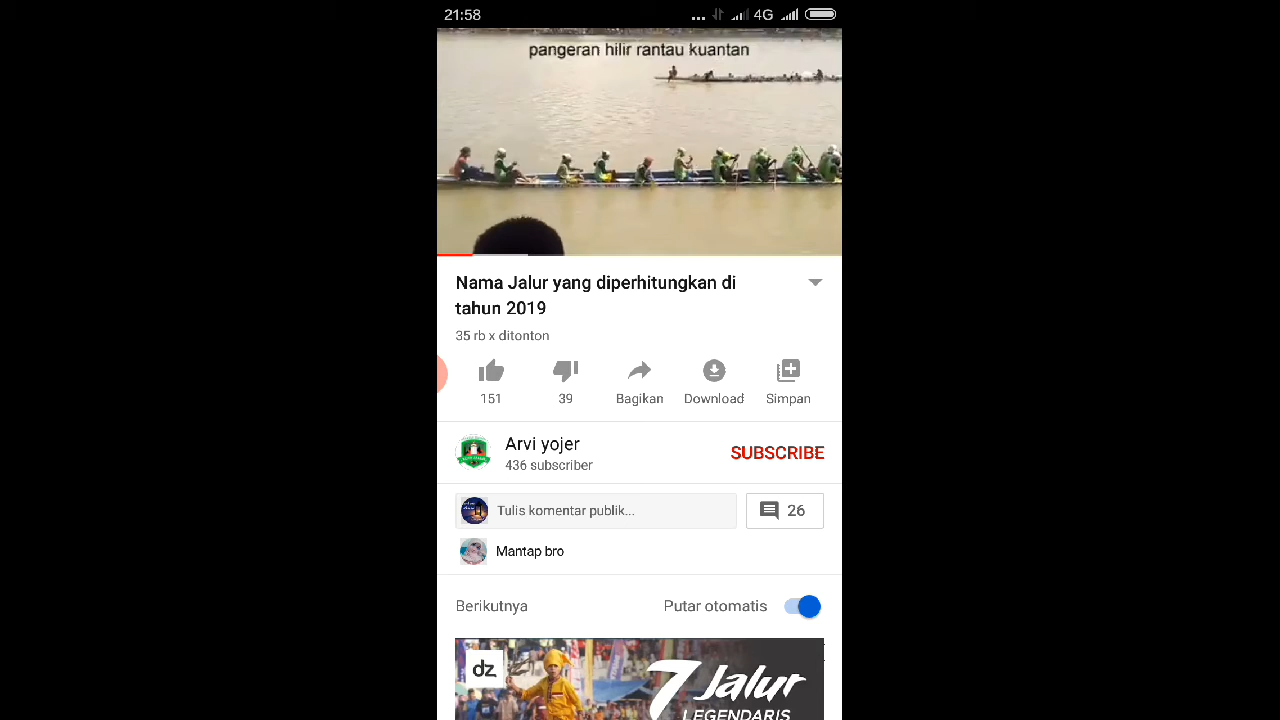 21:58
4G
pangeran hilir rantau kuantan
Nama Jalur yang diperhitungkan di
tahun 2019
35 rb x ditonton
151
39
Bagikan
Download
Simpan
Arvi yojer
436 subscriber
SUBSCRIBE
Tulis komentar publik...
26
Mantap bro
Berikutnya
Putar otomatis
dz
7 Jalur
LEGENDARIS